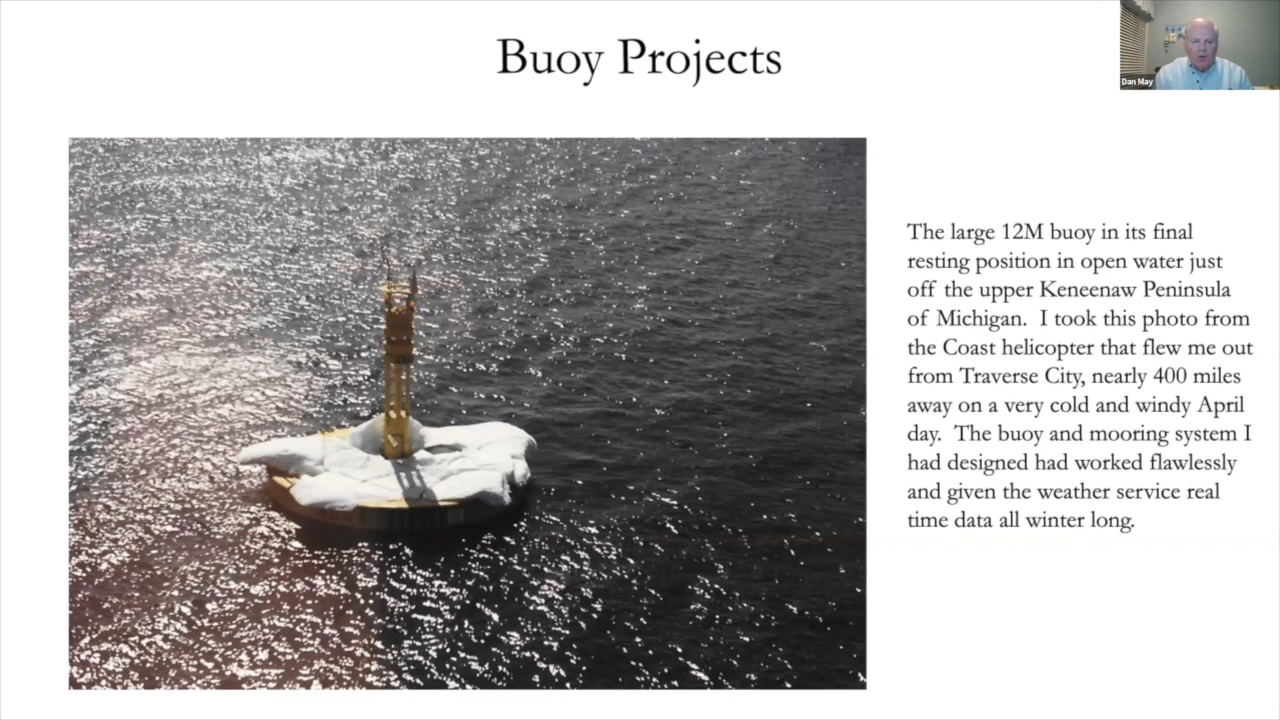 Buoy Projects
Dan May
The large 12M buoy in its final
resting position in open water just
off the upper Keneenaw Peninsula
of Michigan. I took this photo from
the Coast helicopter that flew me out
from Traverse City, nearly 400 miles
away on a very cold and windy April
day. The buoy and mooring system I
had designed had worked flawlessly
and given the weather service real
time data all winter long.